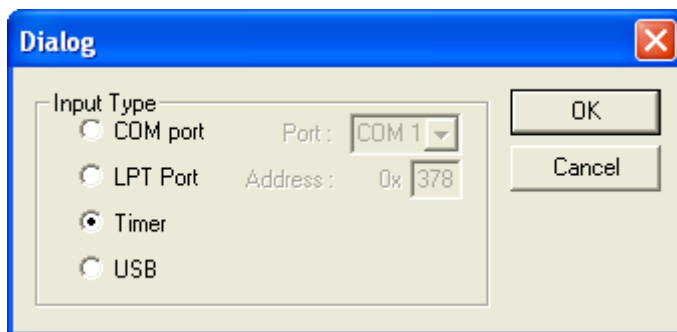 Dialog
Input Type
COM port Port : COM 1
LPT Port Address : 0x 378
Timer
USB
OK
Cancel